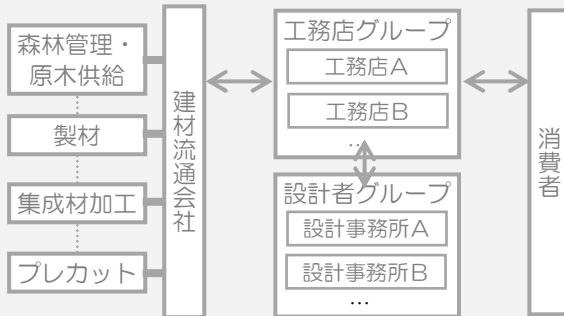 森林管理・
原木供給
製材
集成材加工
プレカット
建材流通会社
工務店グループ
工務店A
工務店B
…
設計者グループ
設計事務所A
設計事務所B
…
消費者